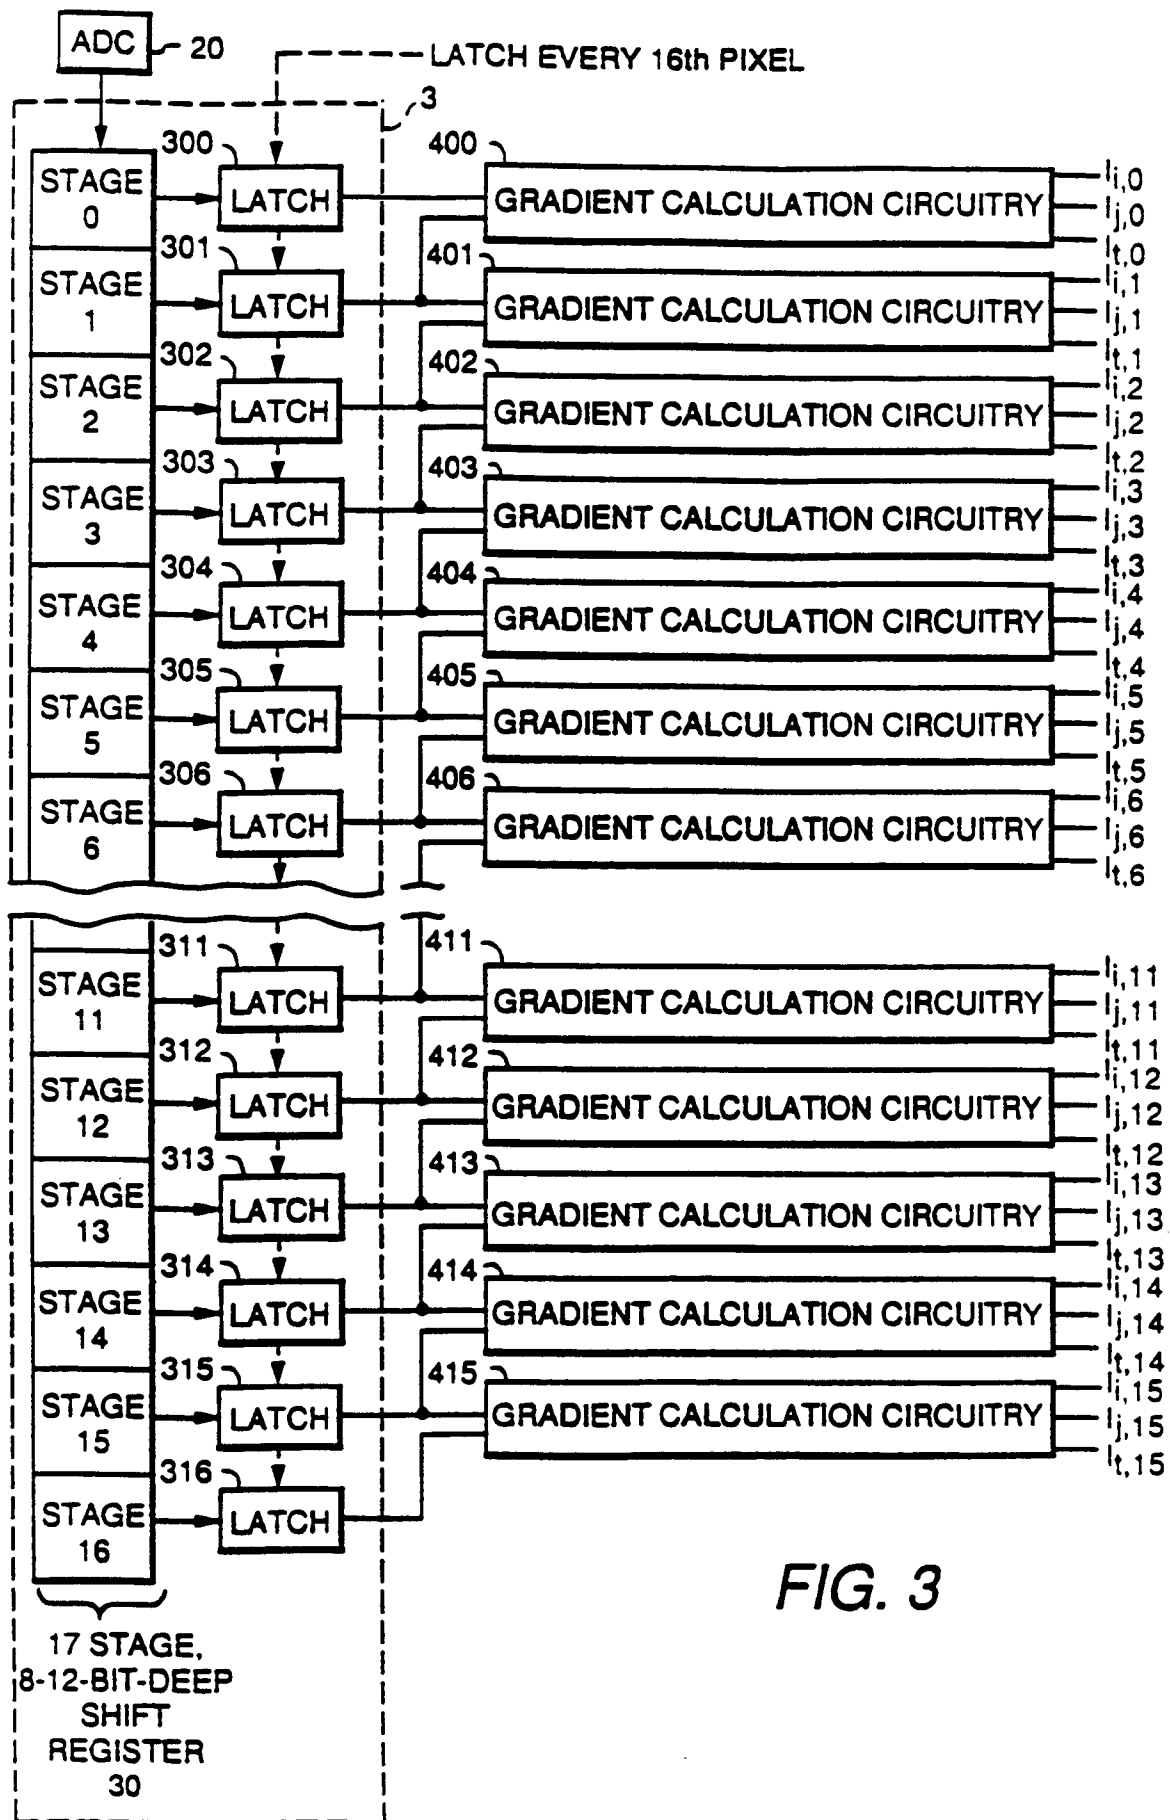 ADC
20
LATCH EVERY 16th PIXEL
3
300
400
STAGE
0
LATCH
GRADIENT CALCULATION CIRCUITRY
Ii,0
Ij,0
It,0
301
401
STAGE
1
LATCH
GRADIENT CALCULATION CIRCUITRY
Ii,1
Ij,1
It,1
302
402
STAGE
2
LATCH
GRADIENT CALCULATION CIRCUITRY
Ii,2
Ij,2
It,2
303
403
STAGE
3
LATCH
GRADIENT CALCULATION CIRCUITRY
Ii,3
Ij,3
It,3
304
404
STAGE
4
LATCH
GRADIENT CALCULATION CIRCUITRY
Ii,4
Ij,4
It,4
305
405
STAGE
5
LATCH
GRADIENT CALCULATION CIRCUITRY
Ii,5
Ij,5
It,5
306
406
STAGE
6
LATCH
GRADIENT CALCULATION CIRCUITRY
Ii,6
Ij,6
It,6
311
411
STAGE
11
LATCH
GRADIENT CALCULATION CIRCUITRY
Ii,11
Ij,11
It,11
312
412
STAGE
12
LATCH
GRADIENT CALCULATION CIRCUITRY
Ii,12
Ij,12
It,12
313
413
STAGE
13
LATCH
GRADIENT CALCULATION CIRCUITRY
Ii,13
Ij,13
It,13
314
414
STAGE
14
LATCH
GRADIENT CALCULATION CIRCUITRY
Ii,14
Ij,14
It,14
315
415
STAGE
15
LATCH
GRADIENT CALCULATION CIRCUITRY
Ii,15
Ij,15
It,15
316
STAGE
16
LATCH
17 STAGE,
8-12-BIT-DEEP
SHIFT
REGISTER
30
FIG. 3